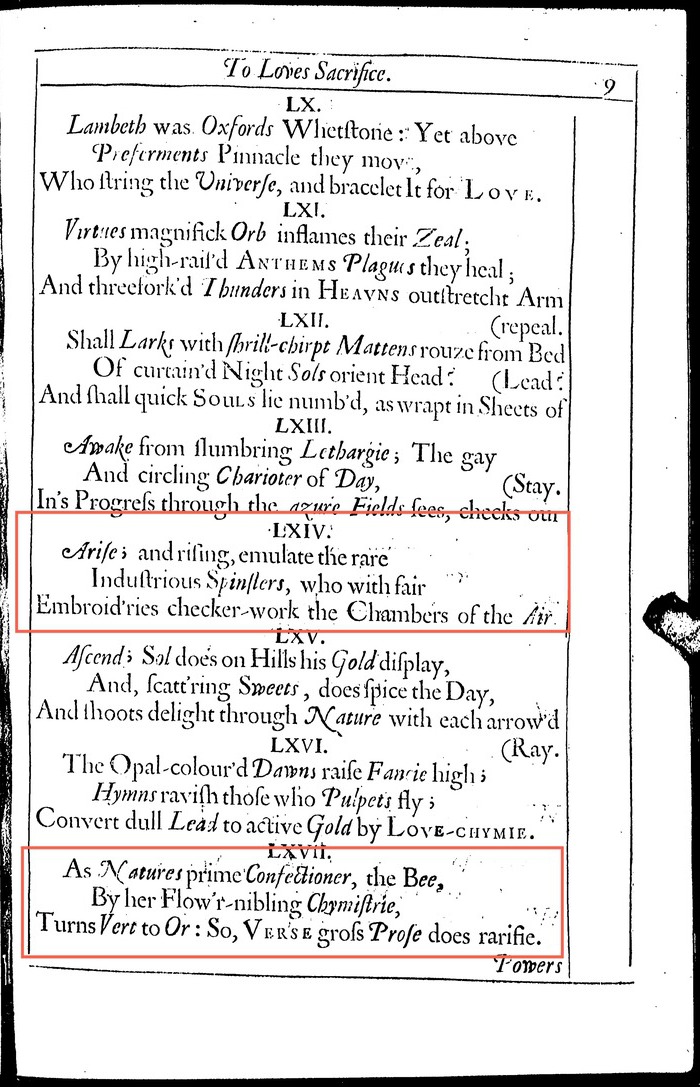 To Loves Sacrifice.
9
LX.
Lambeth was Oxfords Whetſtone: Yet above
Preferments Pinnacle they move,
Who ſtring the Univerſe, and bracelet It for LOVE.
LXI.
Virtues magnifick Orb inflames their Zeal;
By high-rais'd ANTHEMS Plagues they heal;
And threefork'd Thunders in HEAVNS outſtretcht Arm
(repeal.
LXII.
Shall Larks with ſhrill-chirpt Mattens rouze from Bed
Of curtain'd Night Sols orient Head?
(Lead?
And ſhall quick SOULS lie numb'd, as wrapt in Sheets of
LXIII.
Awake from ſlumbring Lethargie; The gay
And circling Charioter of Day,
(Stay.
In's Progreſs through the azure Fields ſees, checks our
LXIV.
Ariſe; and riſing, emulate the rare
Induſtrious Spinſters, who with fair
Embroid'ries checker-work the Chambers of the Air.
LXV.
Aſcend; Sol does on Hills his Gold diſplay,
And, ſcatt'ring Sweets, does ſpice the Day,
And ſhoots delight through Nature with each arrow'd
(Ray.
LXVI.
The Opal-colour'd Dawns raiſe Fancie high;
Hymns raviſh thoſe who Pulpets fly;
Convert dull Lead to active Gold by LOVE-CHYMIE.
LXVII.
As Natures prime Confectioner, the Bee,
By her Flow'r-nibling Chymiſtrie,
Turns Vert to Or: So, VERSE groſs Proſe does rarifie.
Powers